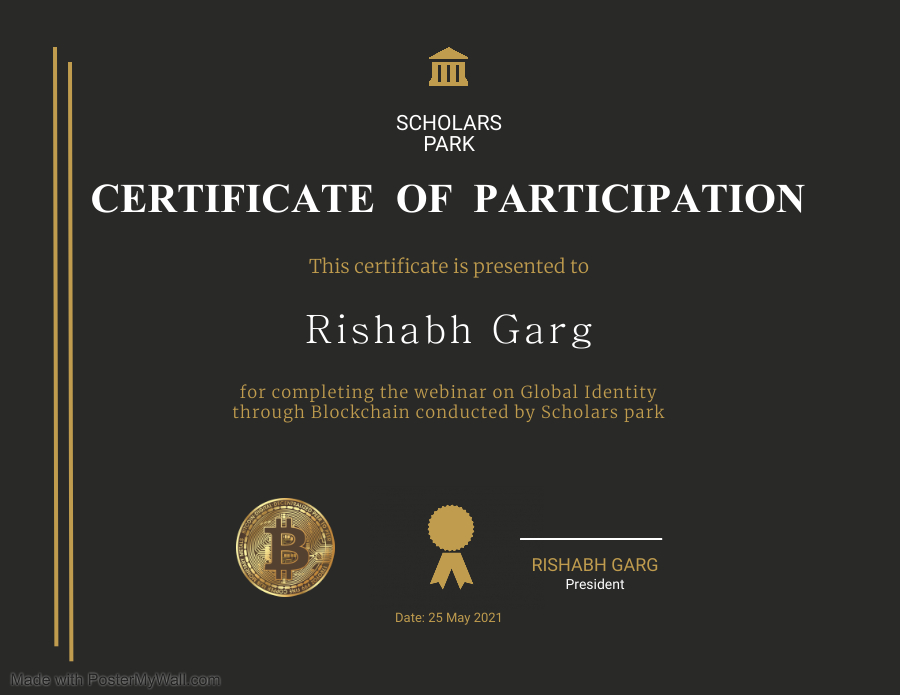 SCHOLARS
PARK
CERTIFICATE OF PARTICIPATION
This certificate is presented to
Rishabh Garg
for completing the webinar on Global Identity
through Blockchain conducted by Scholars park
RISHABH GARG
President
Date: 25 May 2021
Made with PosterMyWall.com